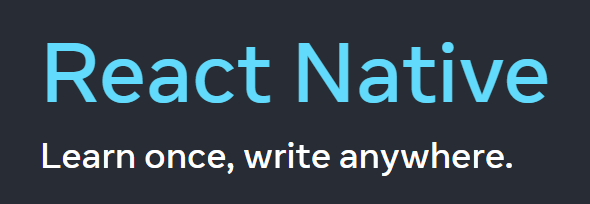 React Native
Learn once, write anywhere.